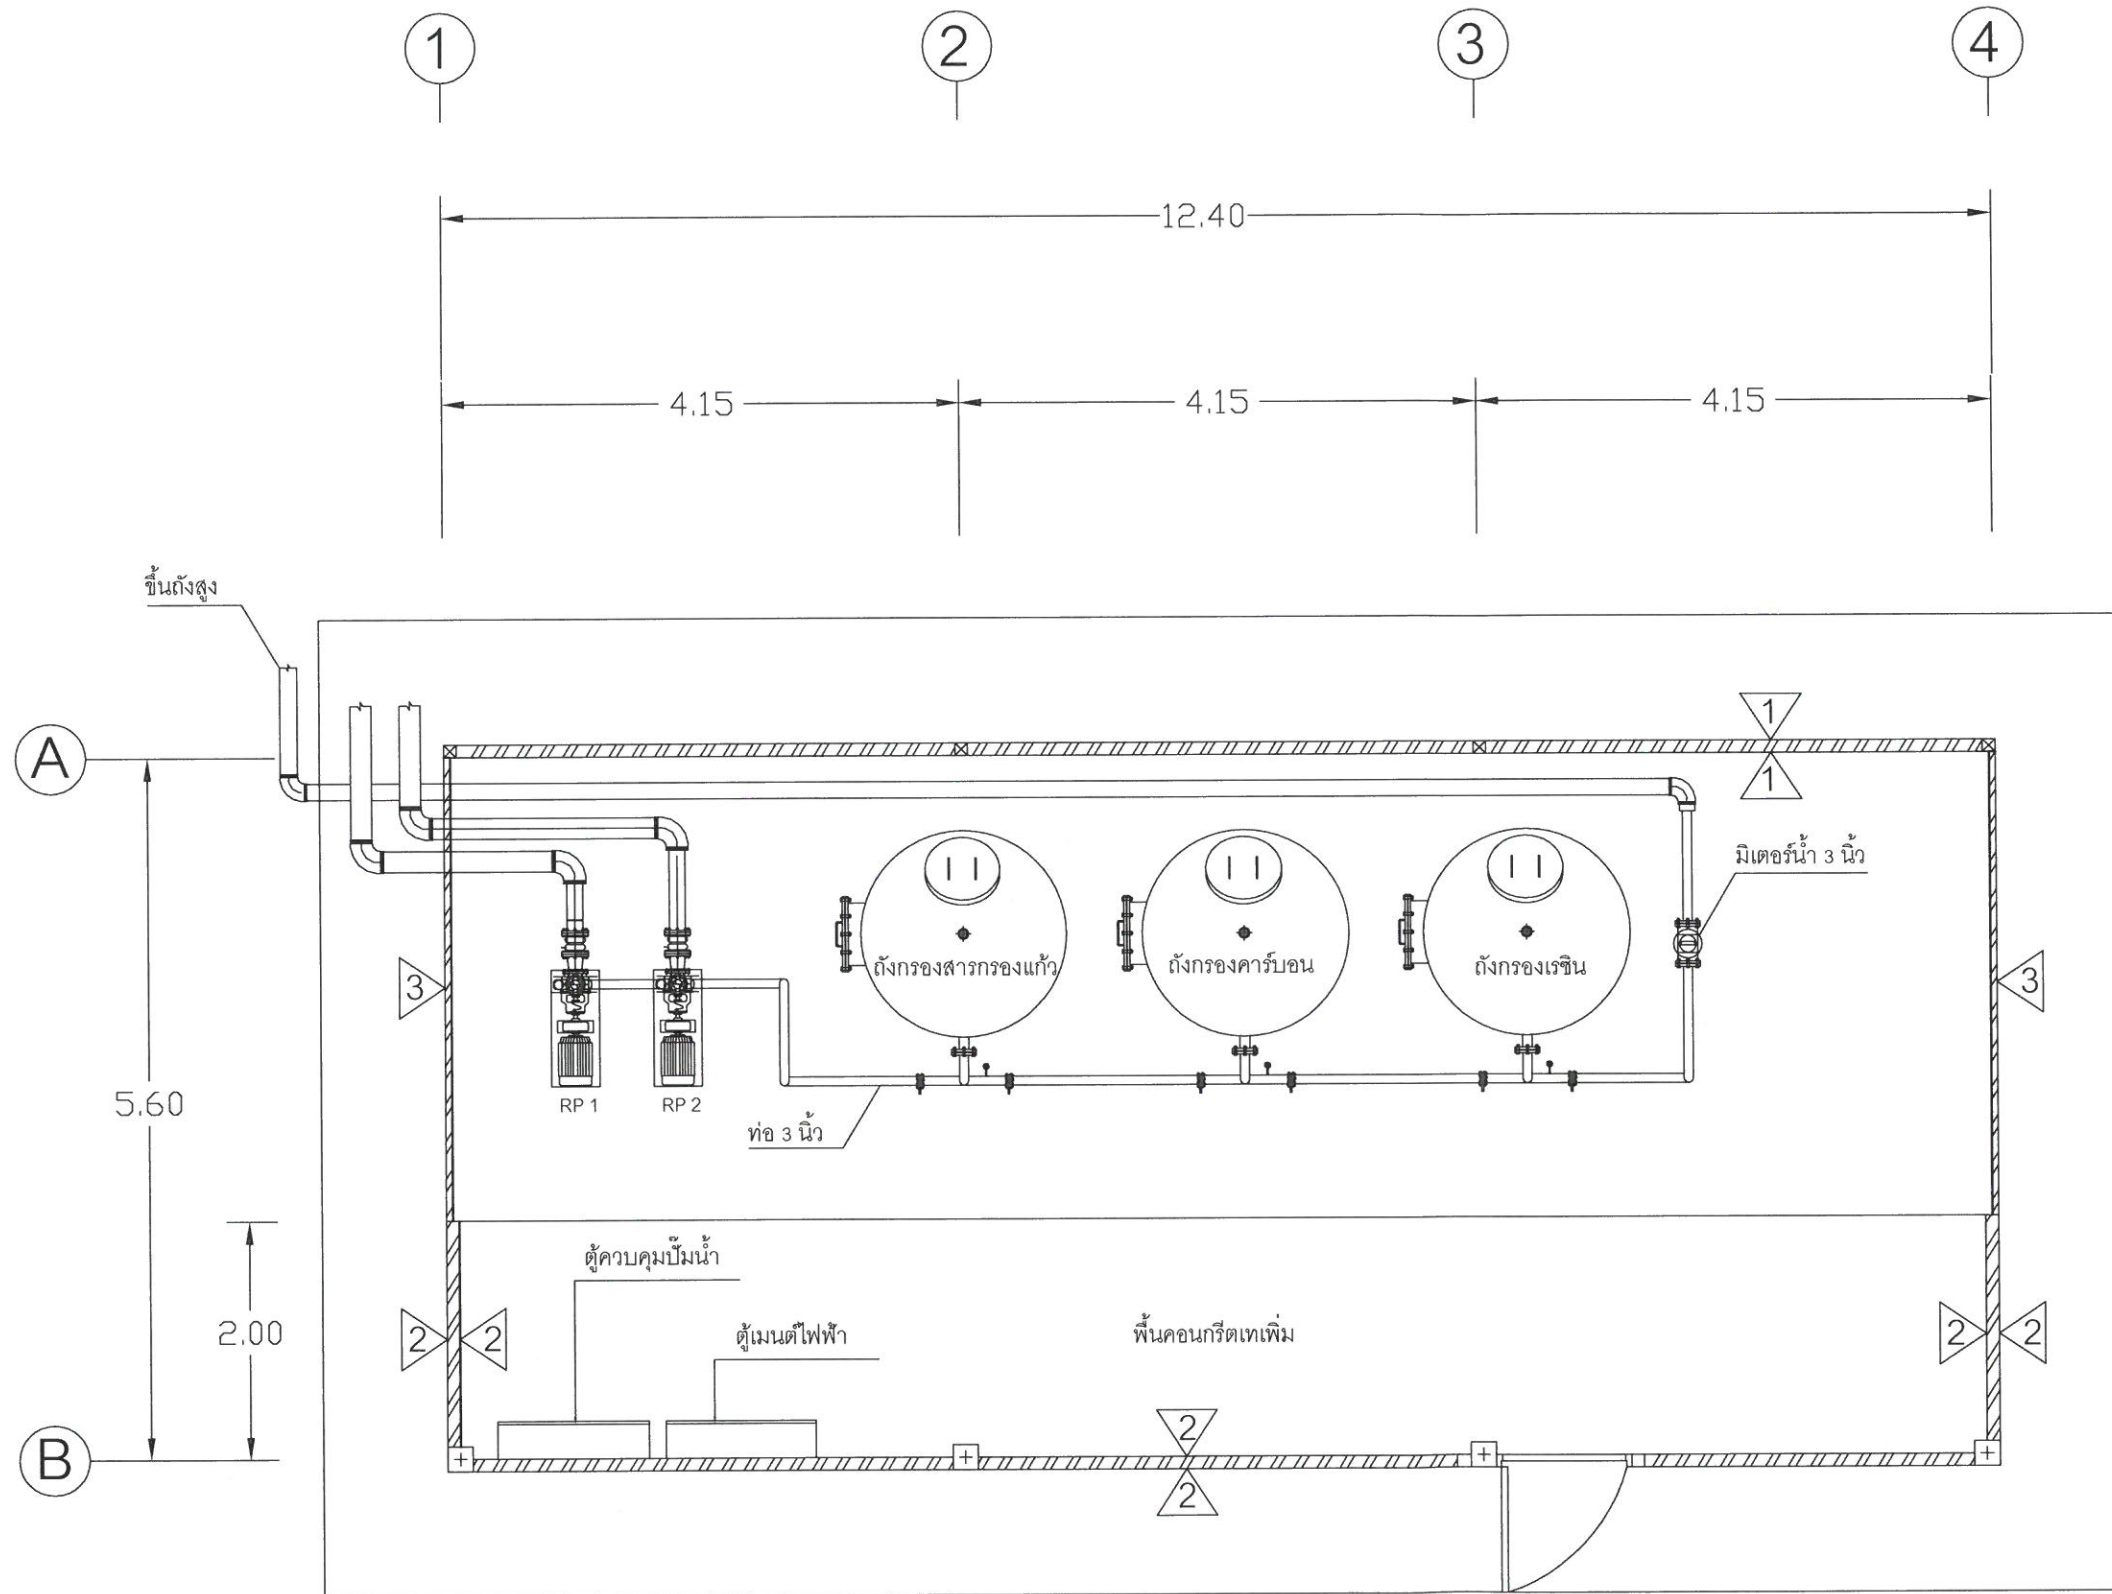 1
2
3
4
12.40
4.15
4.15
4.15
ขึ้นถังสูง
1
A
1
มิเตอร์น้ำ 3 นิ้ว
ถังกรองสารกรองแก้ว
ถังกรองคาร์บอน
ถังกรองเรซิน
3
3
5.60
RP 1
RP 2
ท่อ 3 นิ้ว
ตู้ควบคุมปั๊มน้ำ
2.00
2
2
ตู้เมนต์ไฟฟ้า
พื้นคอนกรีตเทเพิ่ม
2
2
2
B
2